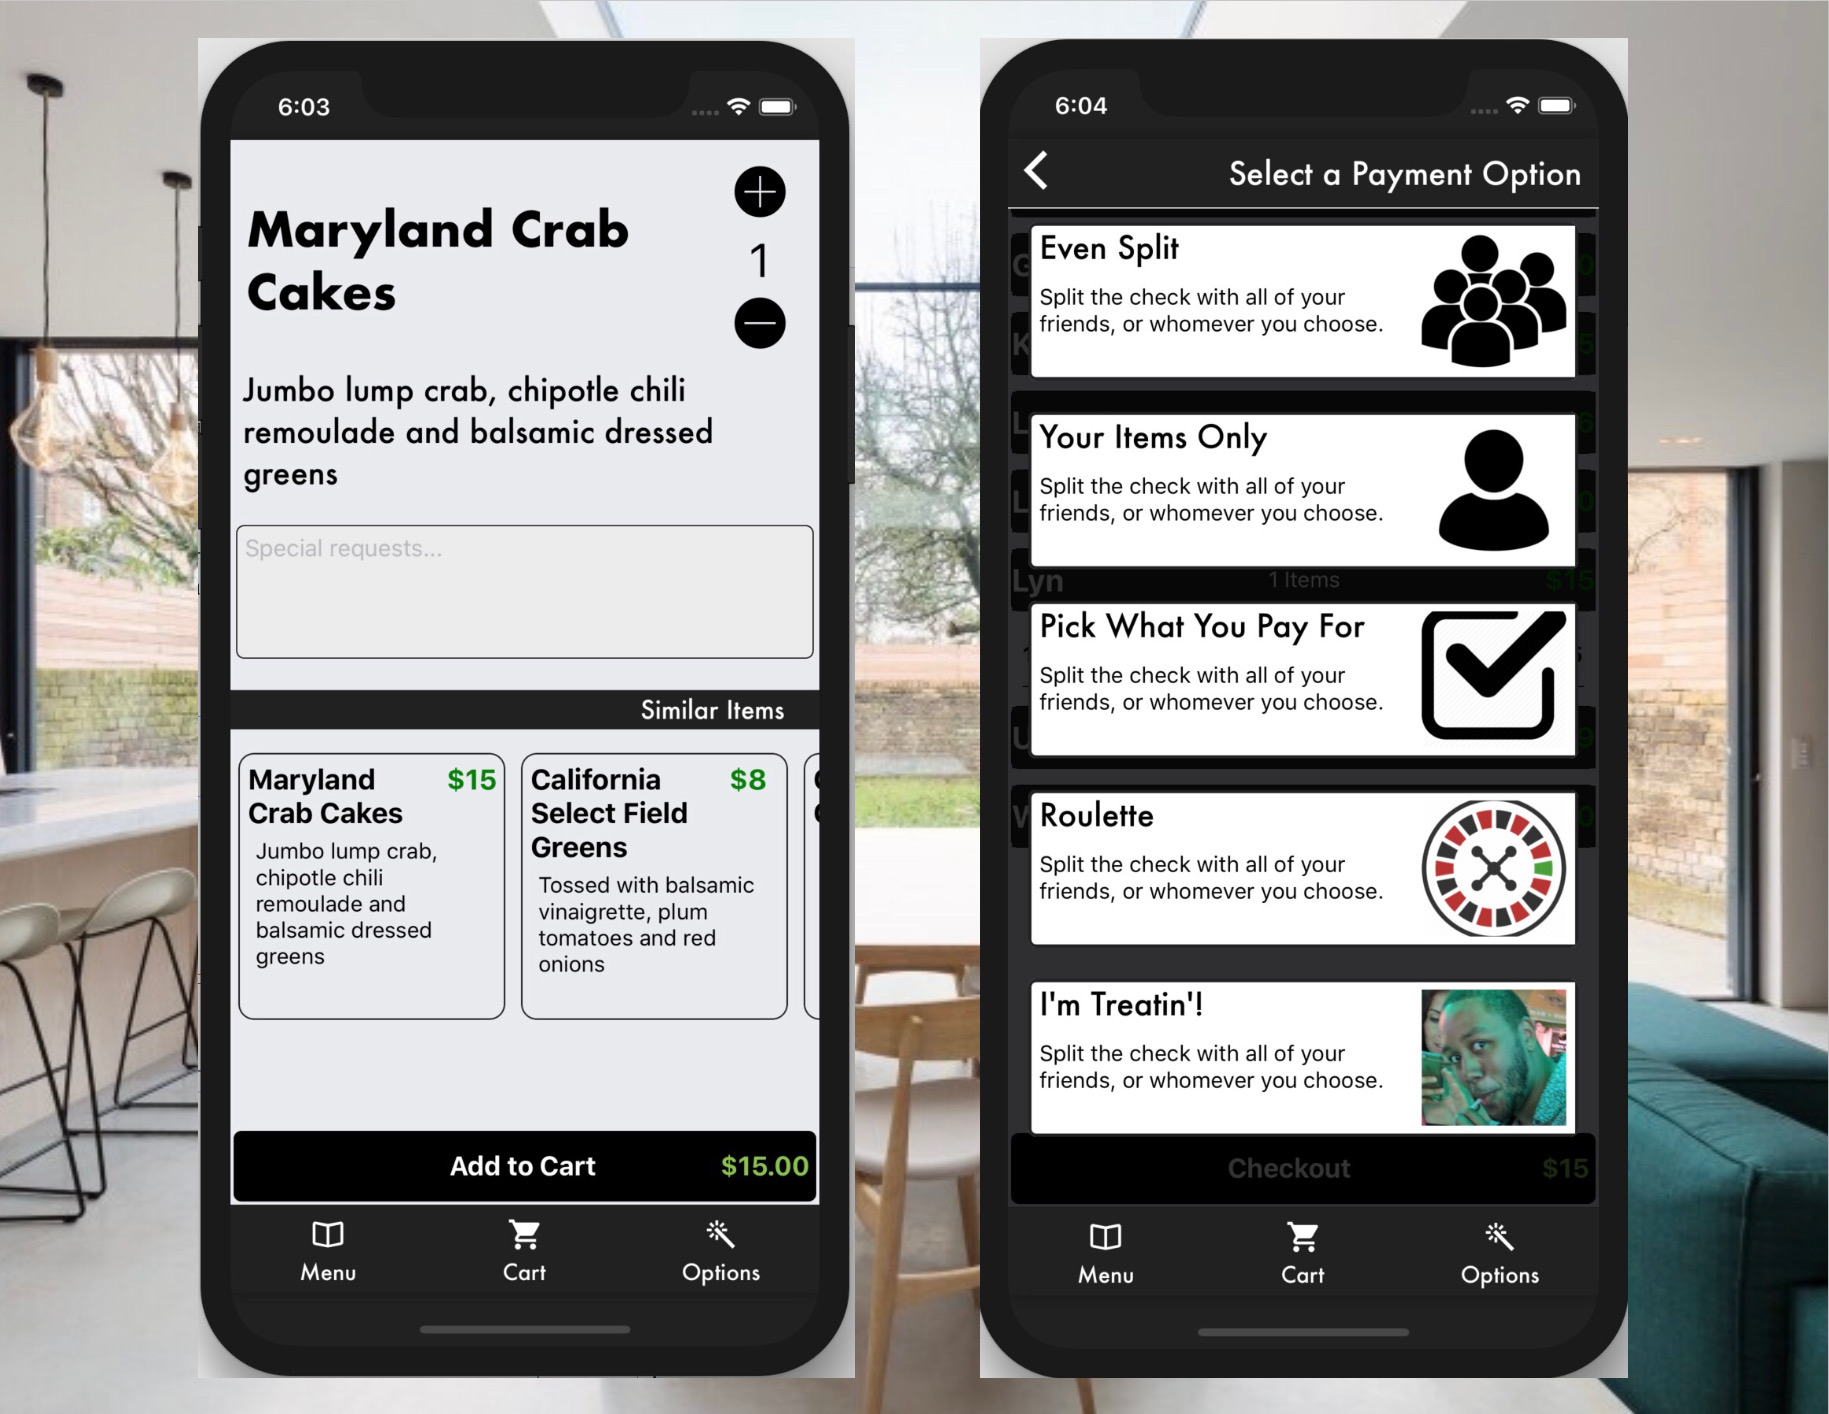 6:03
Maryland Crab
Cakes
1
Jumbo lump crab, chipotle chili
remoulade and balsamic dressed
greens
Special requests...
Similar Items
Maryland $15
Crab Cakes
Jumbo lump crab,
chipotle chili
remoulade and
balsamic dressed
greens
California $8
Select Field
Greens
Tossed with balsamic
vinaigrette, plum
tomatoes and red
onions
Add to Cart $15.00
Menu Cart Options
6:04
Select a Payment Option
Even Split
Split the check with all of your
friends, or whomever you choose.
Your Items Only
Split the check with all of your
friends, or whomever you choose.
Lyn 1 Items $15
Pick What You Pay For
Split the check with all of your
friends, or whomever you choose.
Roulette
Split the check with all of your
friends, or whomever you choose.
I'm Treatin'!
Split the check with all of your
friends, or whomever you choose.
Checkout $15
Menu Cart Options